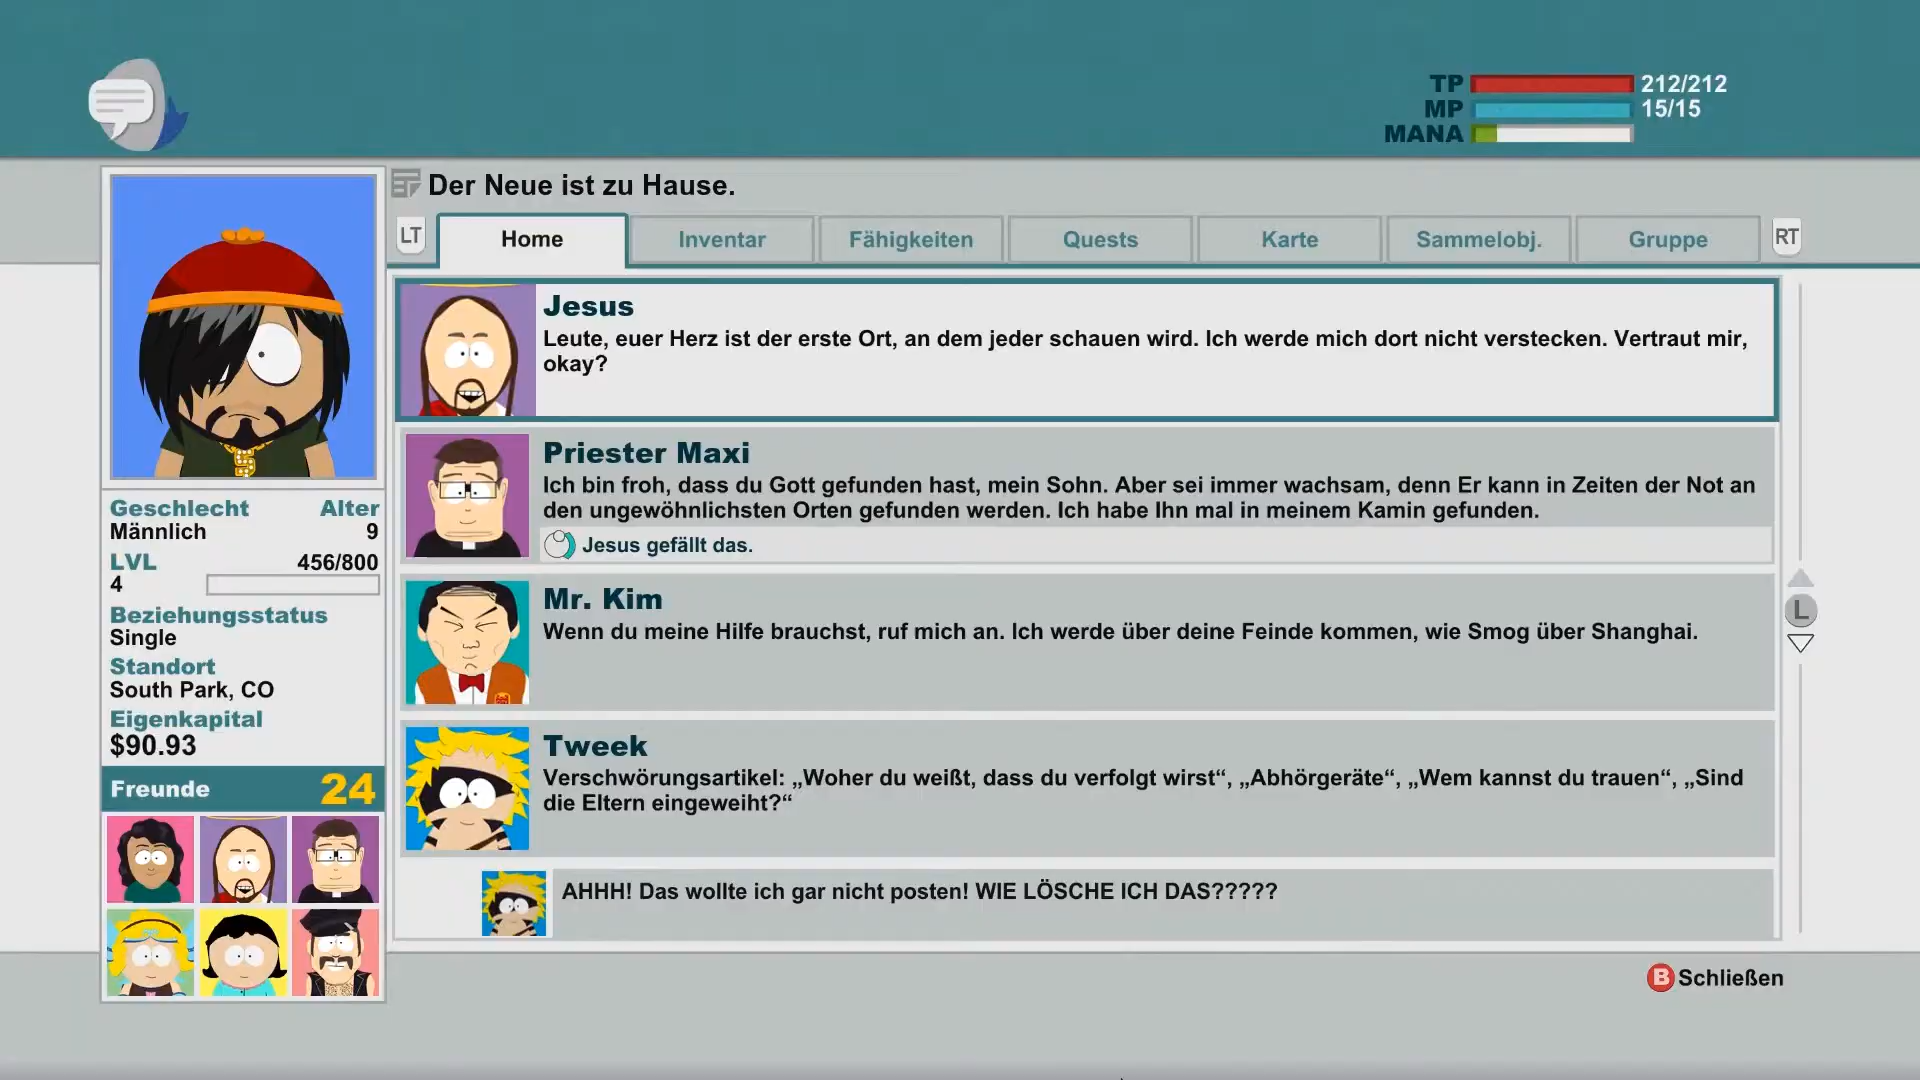 TP 212/212
MP 15/15
MANA
Der Neue ist zu Hause.
LT Home Inventar Fähigkeiten Quests Karte Sammelobj. Gruppe RT
Geschlecht Alter
Männlich 9
LVL 456/800
4
Beziehungsstatus
Single
Standort
South Park, CO
Eigenkapital
$90.93
Freunde 24
Jesus
Leute, euer Herz ist der erste Ort, an dem jeder schauen wird. Ich werde mich dort nicht verstecken. Vertraut mir,
okay?
Priester Maxi
Ich bin froh, dass du Gott gefunden hast, mein Sohn. Aber sei immer wachsam, denn Er kann in Zeiten der Not an
den ungewöhnlichsten Orten gefunden werden. Ich habe Ihn mal in meinem Kamin gefunden.
Jesus gefällt das.
Mr. Kim
Wenn du meine Hilfe brauchst, ruf mich an. Ich werde über deine Feinde kommen, wie Smog über Shanghai.
L
Tweek
Verschwörungsartikel: „Woher du weißt, dass du verfolgt wirst“, „Abhörgeräte“, „Wem kannst du trauen“, „Sind
die Eltern eingeweiht?“
AHHH! Das wollte ich gar nicht posten! WIE LÖSCHE ICH DAS?????
B Schließen